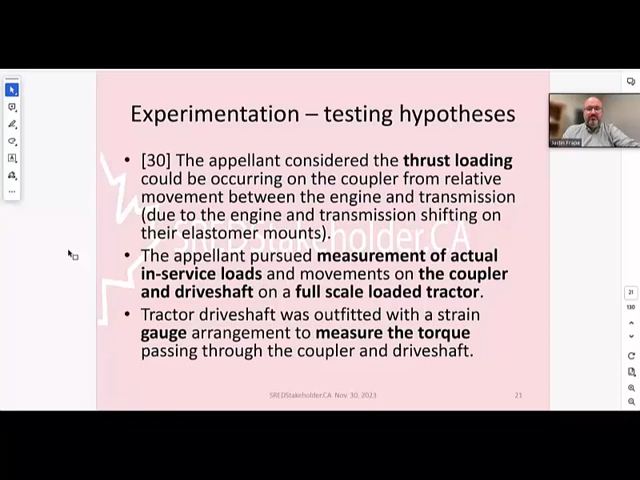 Experimentation – testing hypotheses
• [30] The appellant considered the thrust loading
could be occurring on the coupler from relative
movement between the engine and transmission
(due to the engine and transmission shifting on
their elastomer mounts).
SREDStakeholder.CA
• The appellant pursued measurement of actual
in-service loads and movements on the coupler
and driveshaft on a full scale loaded tractor.
• Tractor driveshaft was outfitted with a strain
gauge arrangement to measure the torque
passing through the coupler and driveshaft.
SREDStakeholder.CA Nov. 30, 2023
21
21
130